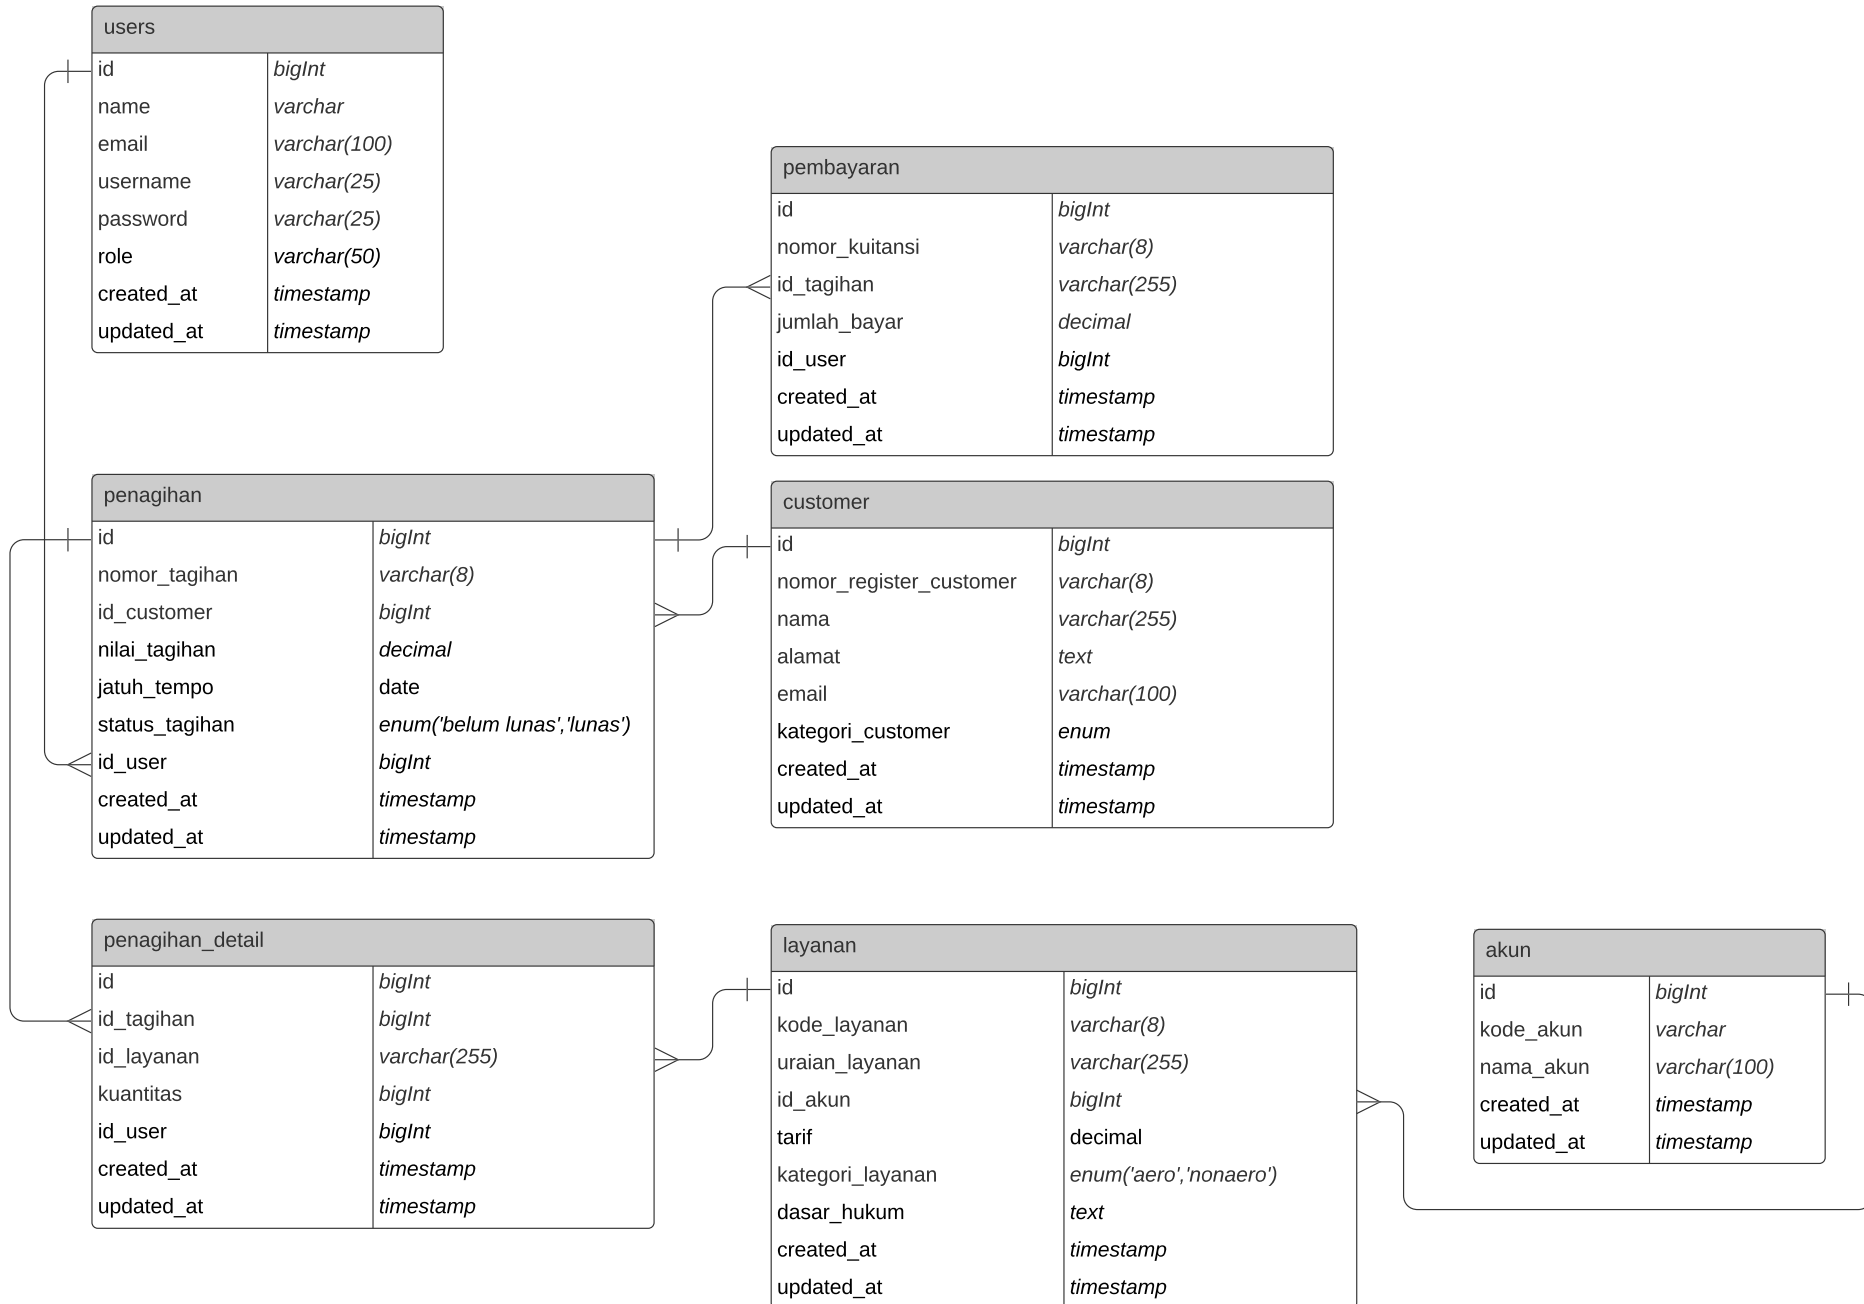 users
id bigInt
name varchar
email varchar(100)
username varchar(25)
password varchar(25)
role varchar(50)
created_at timestamp
updated_at timestamp
pembayaran
id bigInt
nomor_kuitansi varchar(8)
id_tagihan varchar(255)
jumlah_bayar decimal
id_user bigInt
created_at timestamp
updated_at timestamp
penagihan
id bigInt
nomor_tagihan varchar(8)
id_customer bigInt
nilai_tagihan decimal
jatuh_tempo date
status_tagihan enum('belum lunas','lunas')
id_user bigInt
created_at timestamp
updated_at timestamp
customer
id bigInt
nomor_register_customer varchar(8)
nama varchar(255)
alamat text
email varchar(100)
kategori_customer enum
created_at timestamp
updated_at timestamp
penagihan_detail
id bigInt
id_tagihan bigInt
id_layanan varchar(255)
kuantitas bigInt
id_user bigInt
created_at timestamp
updated_at timestamp
layanan
id bigInt
kode_layanan varchar(8)
uraian_layanan varchar(255)
id_akun bigInt
tarif decimal
kategori_layanan enum('aero','nonaero')
dasar_hukum text
created_at timestamp
updated_at timestamp
akun
id bigInt
kode_akun varchar
nama_akun varchar(100)
created_at timestamp
updated_at timestamp